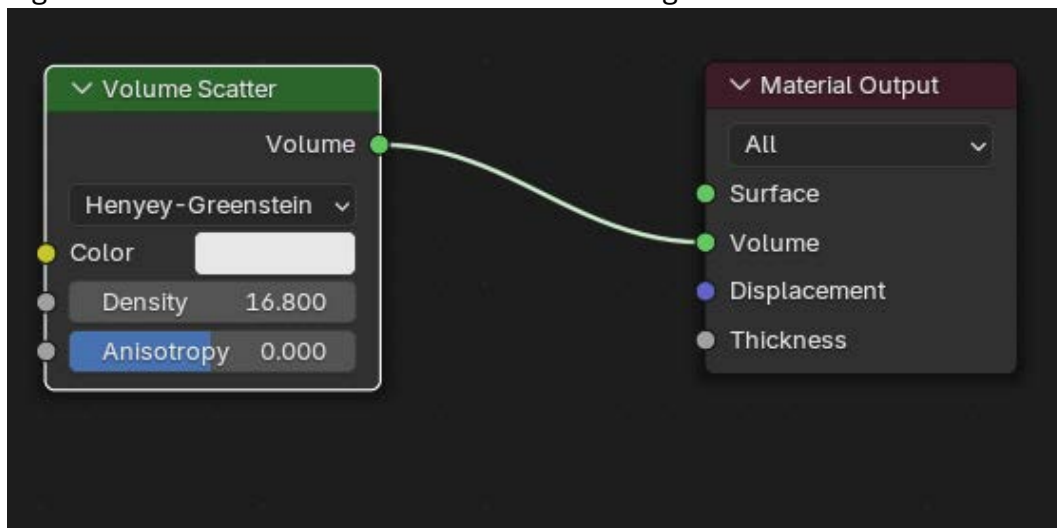 Volume Scatter
Volume
Henyey-Greenstein
Color
Density 16.800
Anisotropy 0.000
Material Output
All
Surface
Volume
Displacement
Thickness